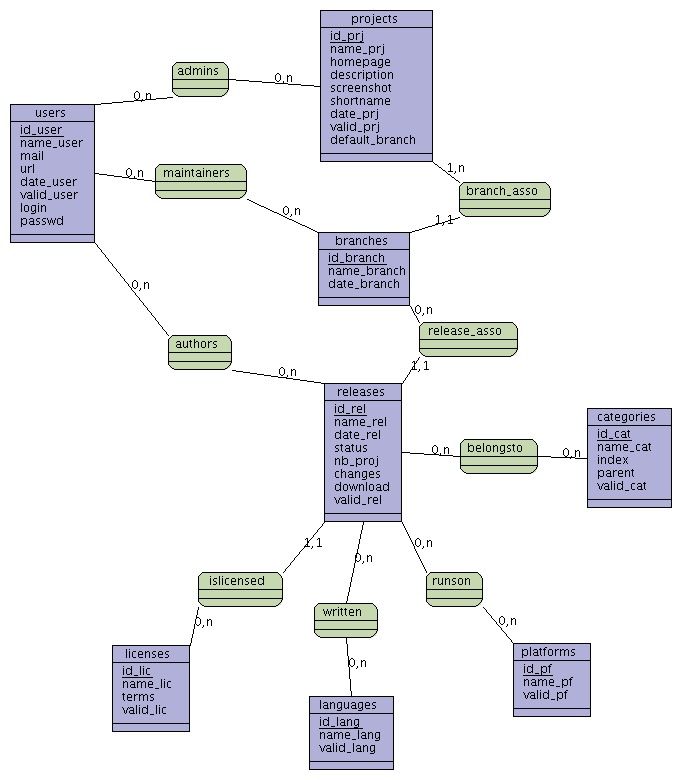 projects
id_prj
name_prj
homepage
description
screenshot
shortname
date_prj
valid_prj
default_branch
admins
0,n
0,n
users
id_user
name_user
mail
url
date_user
valid_user
login
passwd
0,n
maintainers
0,n
1,n
branch_asso
1,1
branches
id_branch
name_branch
date_branch
0,n
0,n
release_asso
1,1
authors
0,n
releases
id_rel
name_rel
date_rel
status
nb_proj
changes
download
valid_rel
0,n
belongsto
0,n
categories
id_cat
name_cat
index
parent
valid_cat
1,1
0,n
0,n
islicensed
written
runson
0,n
0,n
0,n
licenses
id_lic
name_lic
terms
valid_lic
languages
id_lang
name_lang
valid_lang
platforms
id_pf
name_pf
valid_pf